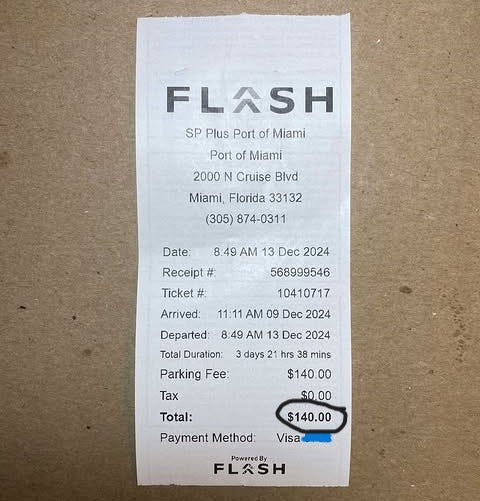 FLASH
SP Plus Port of Miami
Port of Miami
2000 N Cruise Blvd
Miami, Florida 33132
(305) 874-0311
Date: 8:49 AM 13 Dec 2024
Receipt #: 568999546
Ticket #: 10410717
Arrived: 11:11 AM 09 Dec 2024
Departed: 8:49 AM 13 Dec 2024
Total Duration: 3 days 21 hrs 38 mins
Parking Fee: $140.00
Tax $0.00
Total: $140.00
Payment Method: Visa
Powered By
FLASH